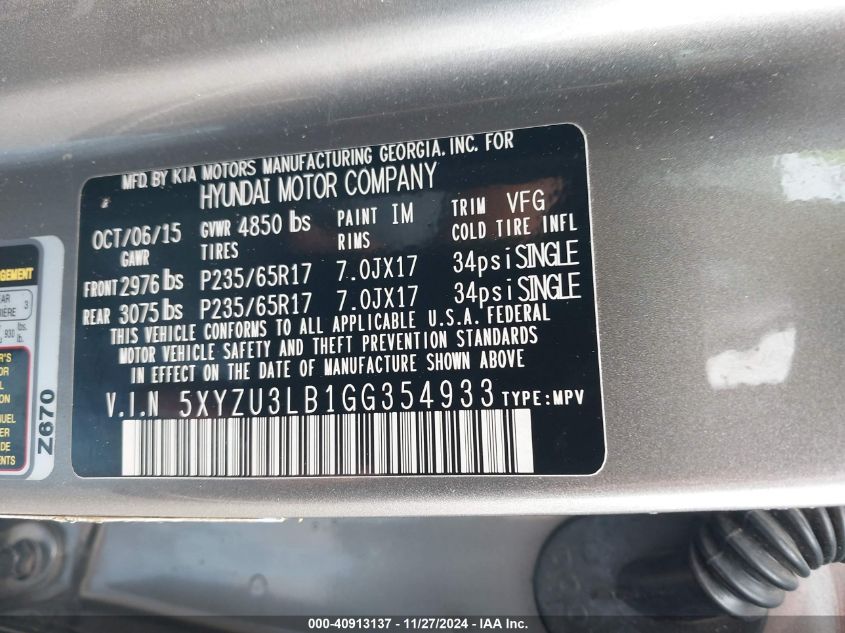 MFD. BY KIA MOTORS MANUFACTURING GEORGIA, INC. FOR
HYUNDAI MOTOR COMPANY
OCT/06/15 GVWR 4850 lbs PAINT IM TRIM VFG
GAWR TIRES RIMS COLD TIRE INFL
FRONT 2976 lbs P235/65R17 7.0JX17 34psi SINGLE
REAR 3075 lbs P235/65R17 7.0JX17 34psi SINGLE
THIS VEHICLE CONFORMS TO ALL APPLICABLE U.S.A. FEDERAL
MOTOR VEHICLE SAFETY AND THEFT PREVENTION STANDARDS
IN EFFECT ON THE DATE OF MANUFACTURE SHOWN ABOVE
V.I.N 5XYZU3LB1GG354933 TYPE:MPV
3
930 lbs.
lb.
Z670
000-40913137 - 11/27/2024 - IAA Inc.